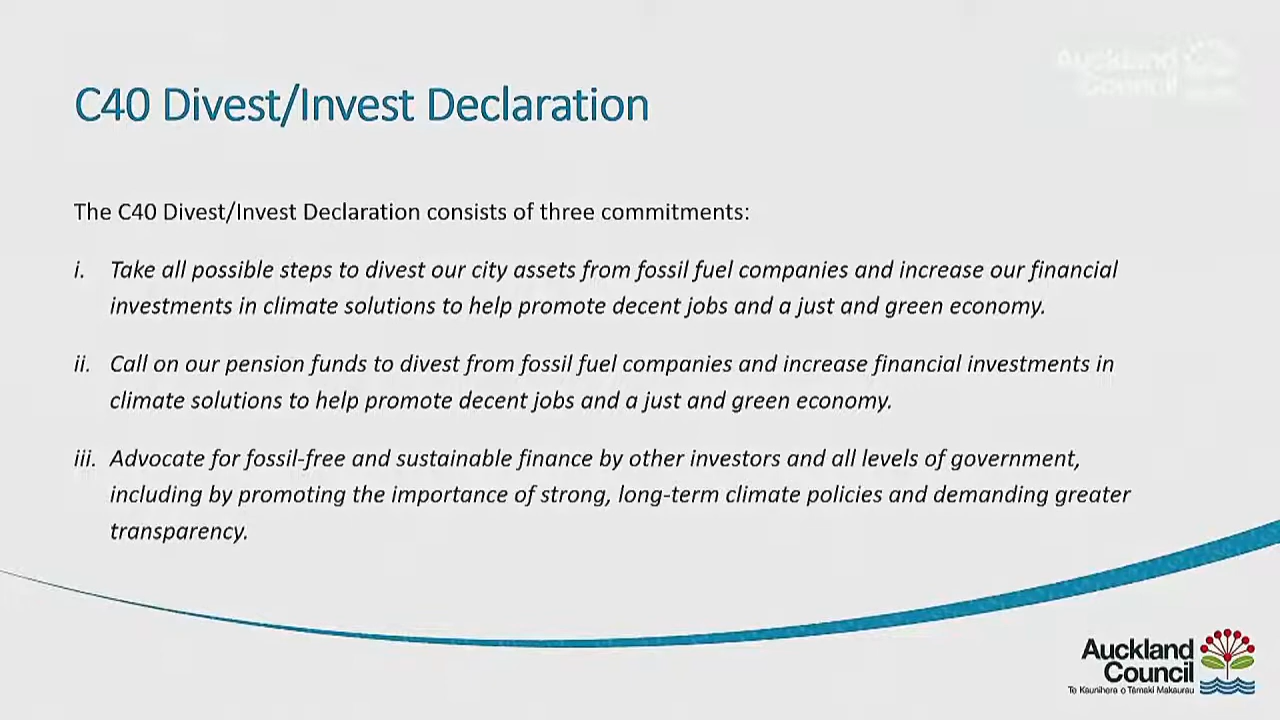 Auckland
Council
C40 Divest/Invest Declaration
The C40 Divest/Invest Declaration consists of three commitments:
i. Take all possible steps to divest our city assets from fossil fuel companies and increase our financial
investments in climate solutions to help promote decent jobs and a just and green economy.
ii. Call on our pension funds to divest from fossil fuel companies and increase financial investments in
climate solutions to help promote decent jobs and a just and green economy.
iii. Advocate for fossil-free and sustainable finance by other investors and all levels of government,
including by promoting the importance of strong, long-term climate policies and demanding greater
transparency.
Auckland
Council
Te Kaunihera o Tāmaki Makaurau